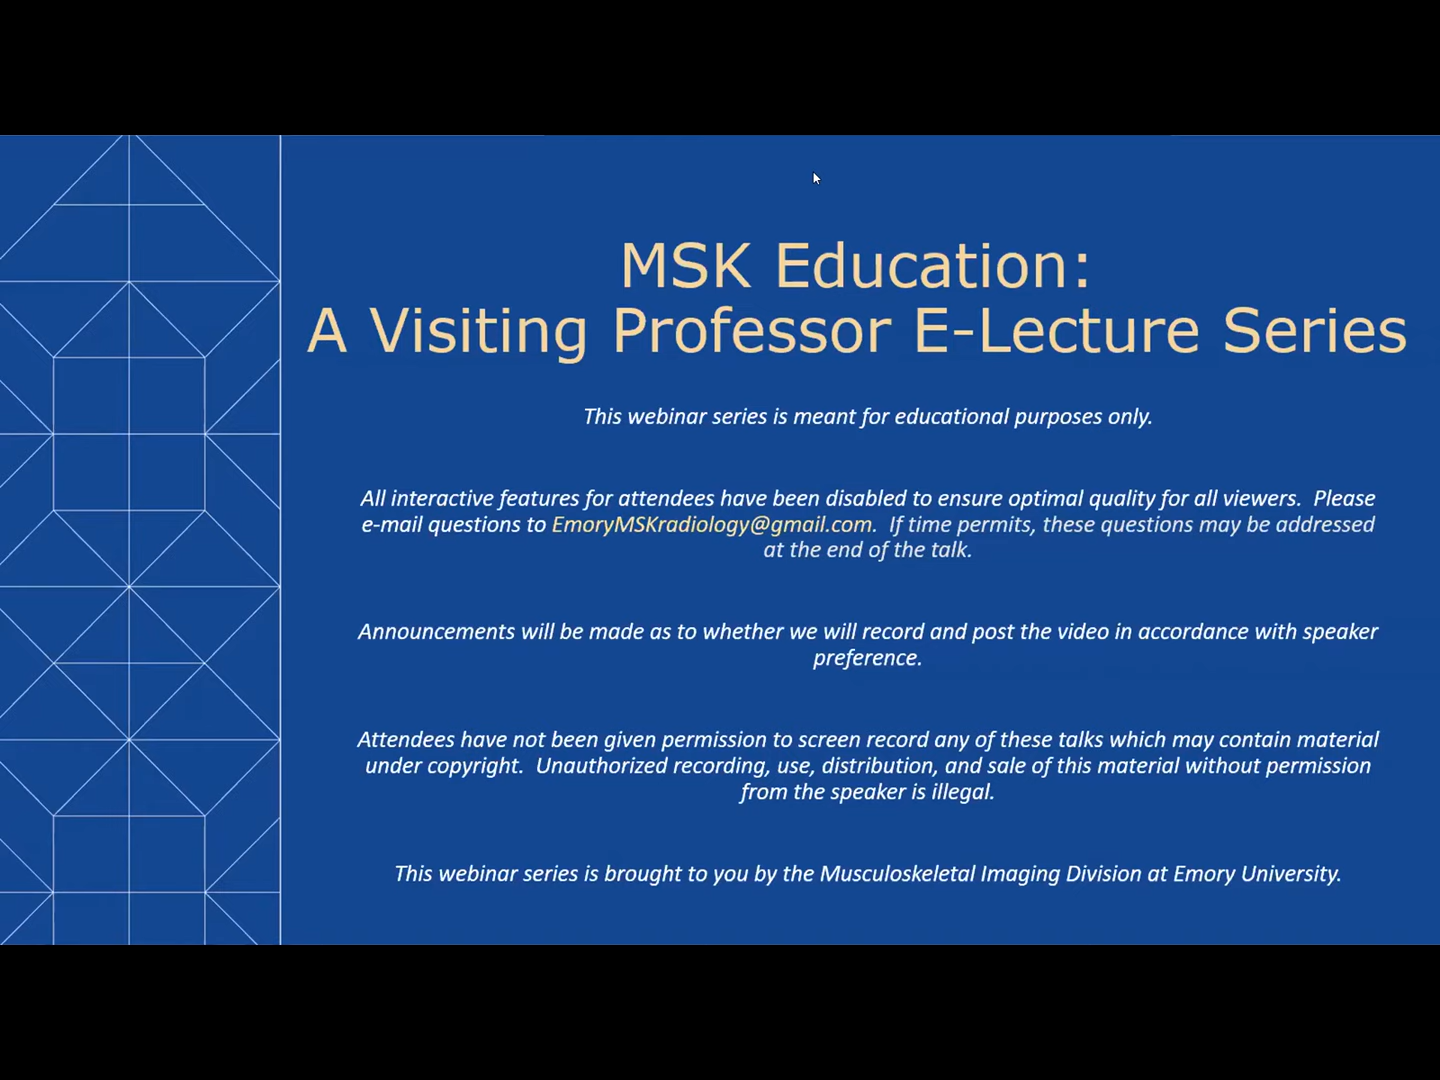 MSK Education:
A Visiting Professor E-Lecture Series
This webinar series is meant for educational purposes only.
All interactive features for attendees have been disabled to ensure optimal quality for all viewers.  Please
e-mail questions to EmoryMSKradiology@gmail.com.  If time permits, these questions may be addressed
at the end of the talk.
Announcements will be made as to whether we will record and post the video in accordance with speaker
preference.
Attendees have not been given permission to screen record any of these talks which may contain material
under copyright.  Unauthorized recording, use, distribution, and sale of this material without permission
from the speaker is illegal.
This webinar series is brought to you by the Musculoskeletal Imaging Division at Emory University.